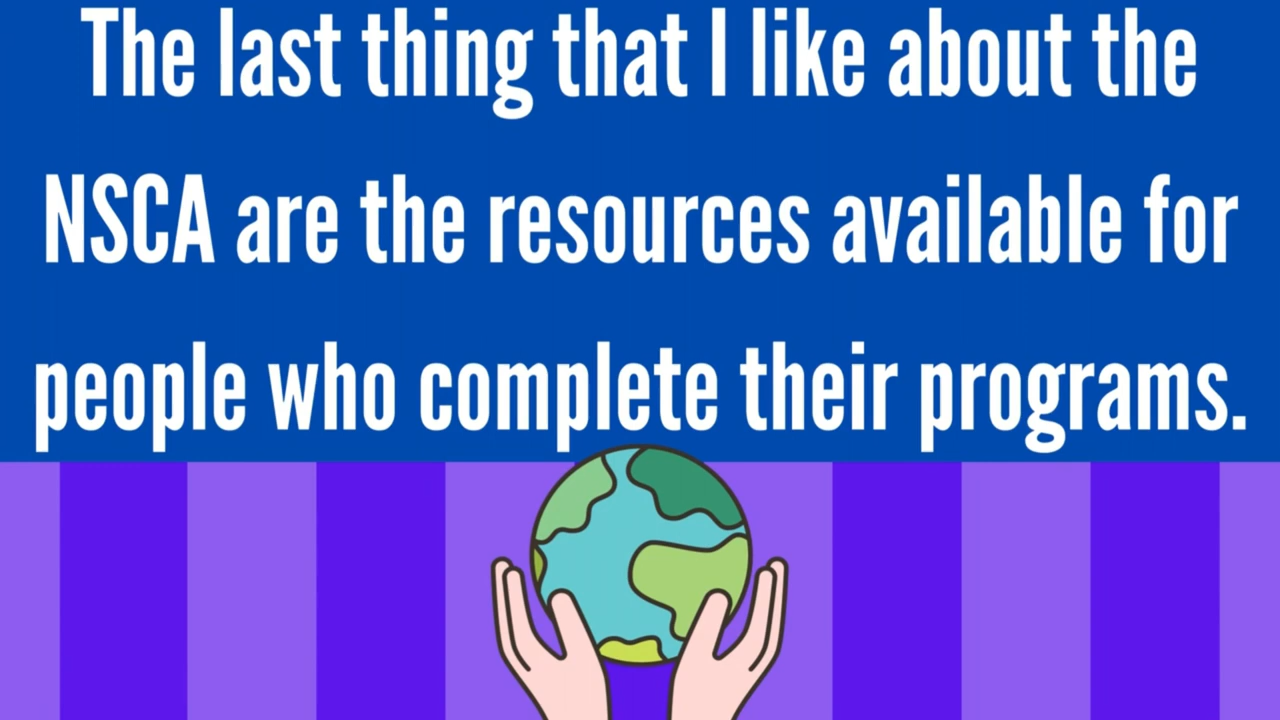 The last thing that I like about the
NSCA are the resources available for
people who complete their programs.